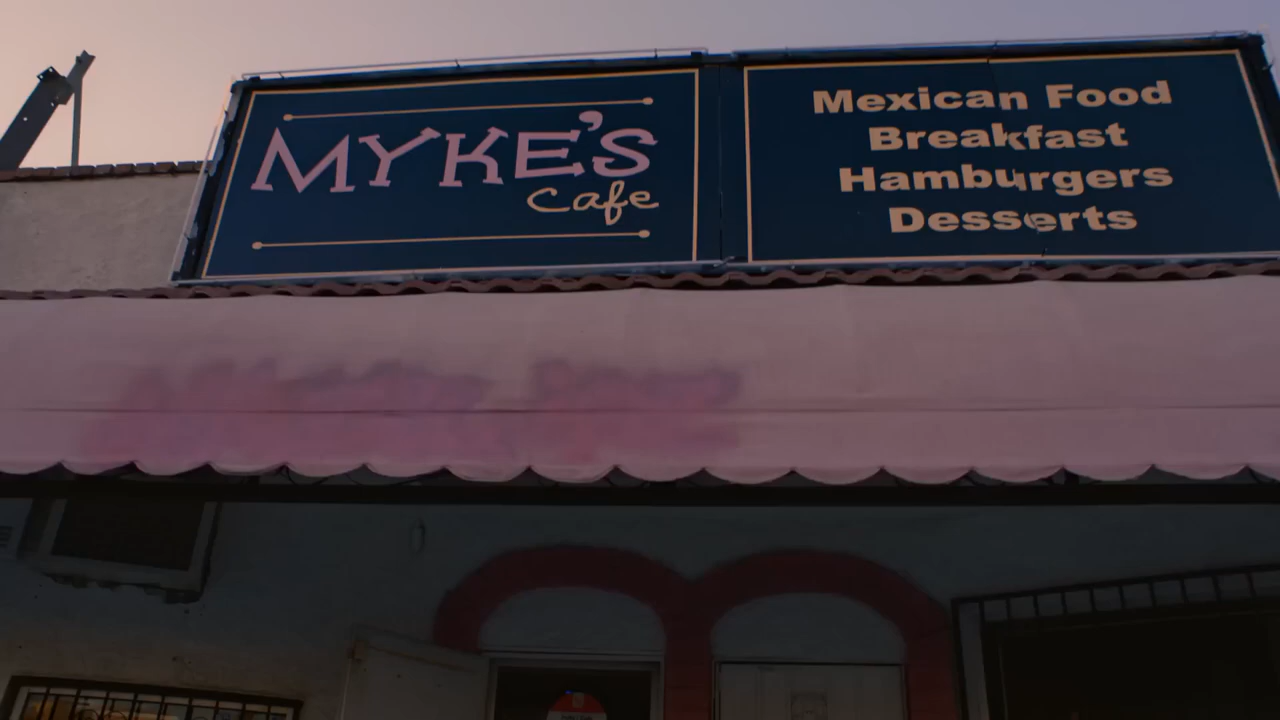 MYKE'S
Cafe
Mexican Food
Breakfast
Hamburgers
Desserts